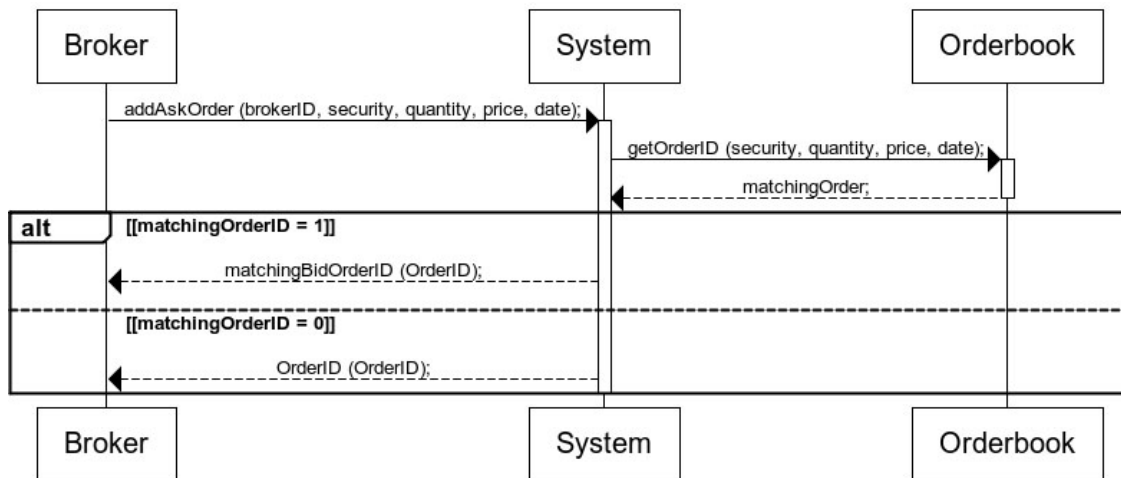 Broker
System
Orderbook
addAskOrder (brokerID, security, quantity, price, date);
getOrderID (security, quantity, price, date);
matchingOrder;
alt
[[matchingOrderID = 1]]
matchingBidOrderID (OrderID);
[[matchingOrderID = 0]]
OrderID (OrderID);
Broker
System
Orderbook